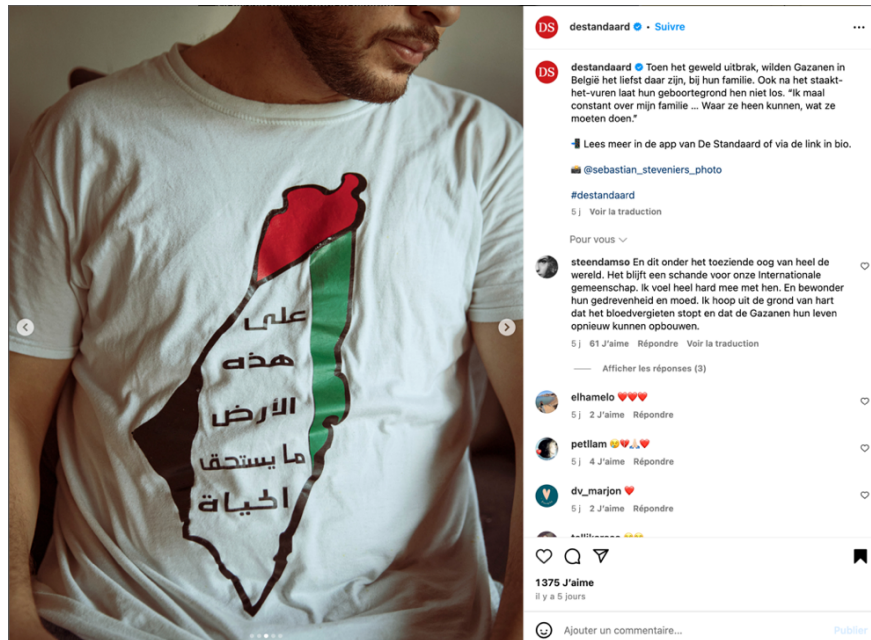 على
هذه
الأرض
ما يستحق
الحياة
DS
destandaard • Suivre
DS
destandaard Toen het geweld uitbrak, wilden Gazanen in
België het liefst daar zijn, bij hun familie. Ook na het staakt-
het-vuren laat hun geboortegrond hen niet los. “Ik maal
constant over mijn familie ... Waar ze heen kunnen, wat ze
moeten doen.”
📲 Lees meer in de app van De Standaard of via de link in bio.
📸 @sebastian_steveniers_photo
#destandaard
5 j Voir la traduction
Pour vous
steendamso En dit onder het toeziende oog van heel de
wereld. Het blijft een schande voor onze Internationale
gemeenschap. Ik voel heel hard mee met hen. En bewonder
hun gedrevenheid en moed. Ik hoop uit de grond van hart
dat het bloedvergieten stopt en dat de Gazanen hun leven
opnieuw kunnen opbouwen.
5 j 61 J’aime Répondre Voir la traduction
Afficher les réponses (3)
elhamelo ❤️❤️❤️
5 j 2 J’aime Répondre
petllam 😢💔🙏🏻❤️
5 j 4 J’aime Répondre
dv_marjon ❤️
5 j 2 J’aime Répondre
1 375 J’aime
il y a 5 jours
Ajouter un commentaire...
Publier